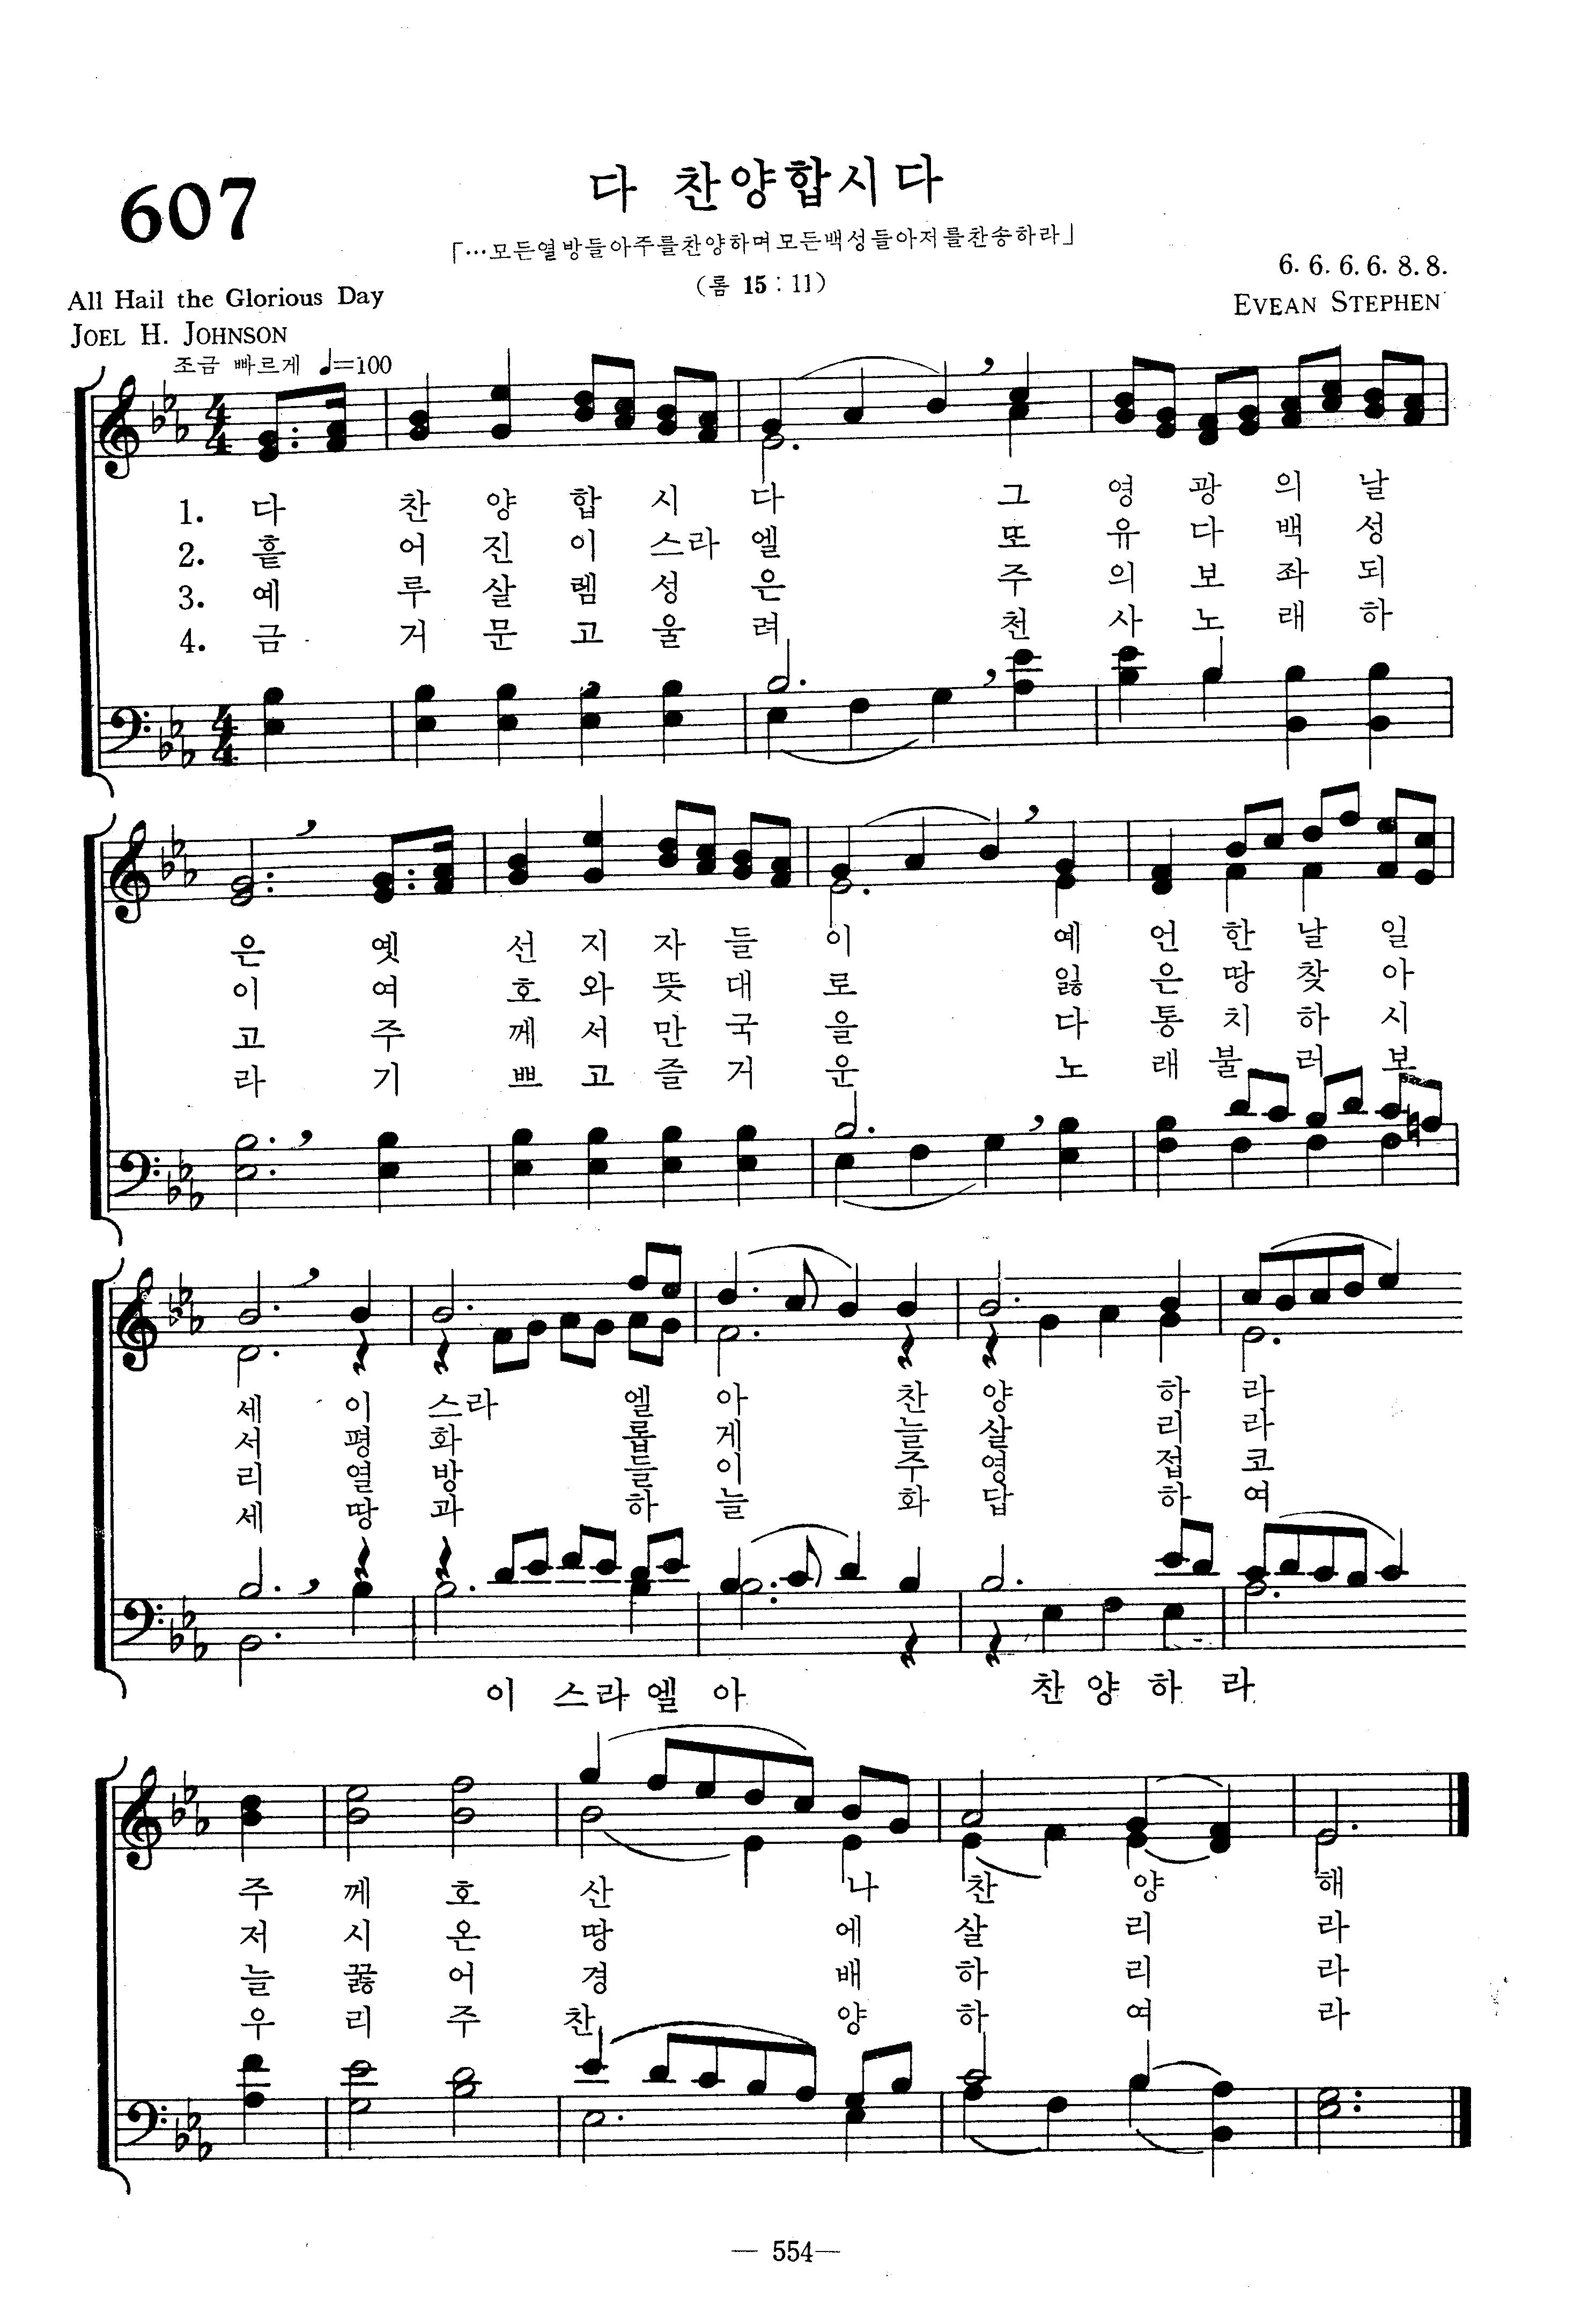 607
다 찬양합시다
「…모든열방들아주를찬양하며모든백성들아저를찬송하라」
(롬 15 : 11)
6. 6. 6. 6. 8. 8.
All Hail the Glorious Day
EVEAN STEPHEN
JOEL H. JOHNSON
조금 빠르게 ♩=100
1. 다 찬 양 합 시 다 그 영 광 의 날
2. 흩 어 진 이 스라 엘 또 유 다 백 성
3. 예 루 살 렘 성 은 주 의 보 좌 되
4. 금 거 문 고 울 려 천 사 노 래 하
은 옛 선 지 자 들 이 예 언 한 날 일
이 여 호 와 뜻 대 로 잃 은 땅 찾 아
고 주 께 서 만 국 을 다 통 치 하 시
라 기 쁘 고 즐 거 운 노 래 불 러 보
세 이 스라 엘 아 찬 양 하 라
서 평 화 롭 게 늘 살 리 라
리 열 방 들 이 주 영 접 코
세 땅 과 하 늘 화 답 하 여
이 스라 엘 아 찬 양 하 라
주 께 호 산 나 찬 양 해
저 시 온 땅 에 살 리 라
늘 꿇 어 경 배 하 리 라
우 리 주 찬 양 하 여 라
— 554—